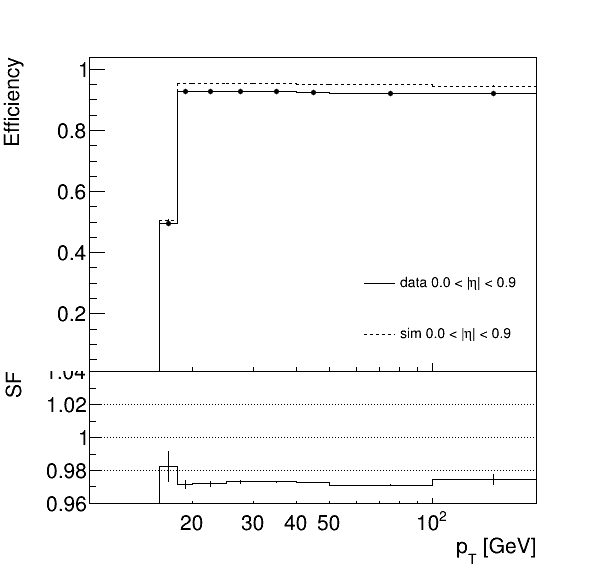 Efficiency
1
0.8
0.6
0.4
0.2
data 0.0 < |η| < 0.9
sim 0.0 < |η| < 0.9
SF
1.04
1.02
1
0.98
0.96
20 30 40 50 10²
p_T [GeV]